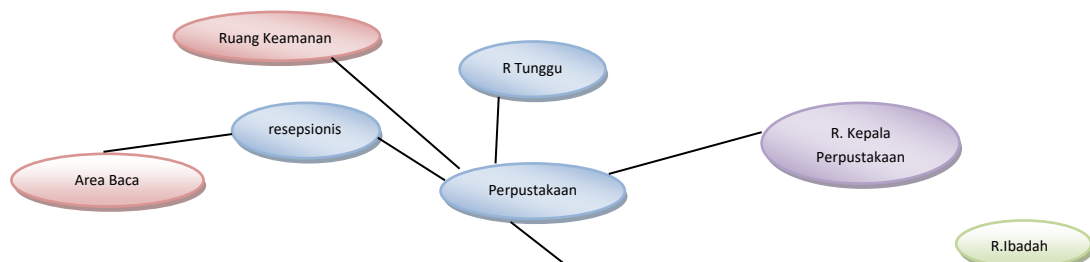 Ruang Keamanan
R Tunggu
resepsionis
R. Kepala
Perpustakaan
Area Baca
Perpustakaan
R.Ibadah